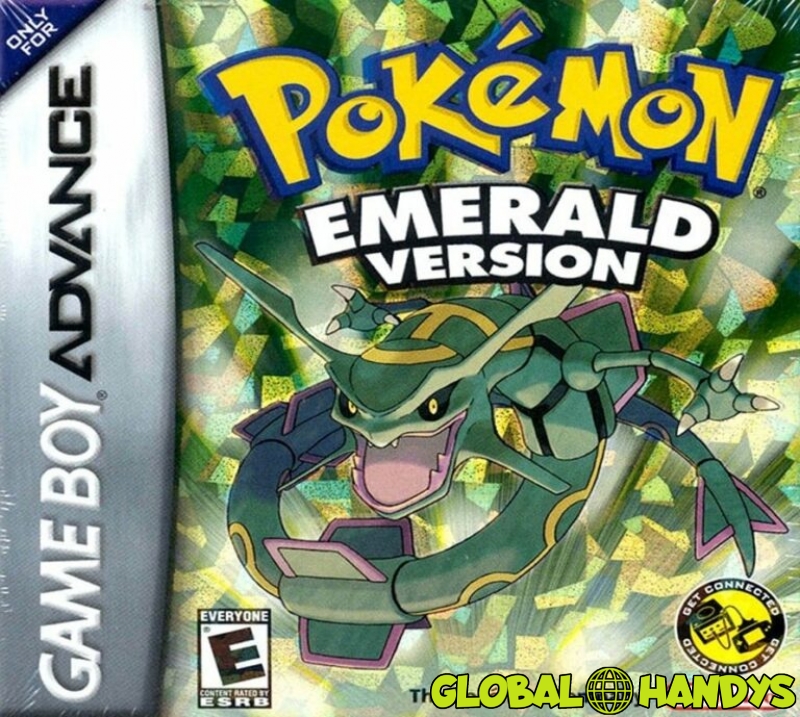 ONLY
FOR
GAME BOY ADVANCE
POKéMON®
EMERALD
VERSION
GET CONNECTED
GET CONNECTED
EVERYONE
E
CONTENT RATED BY
ESRB
GLOBAL HANDYS